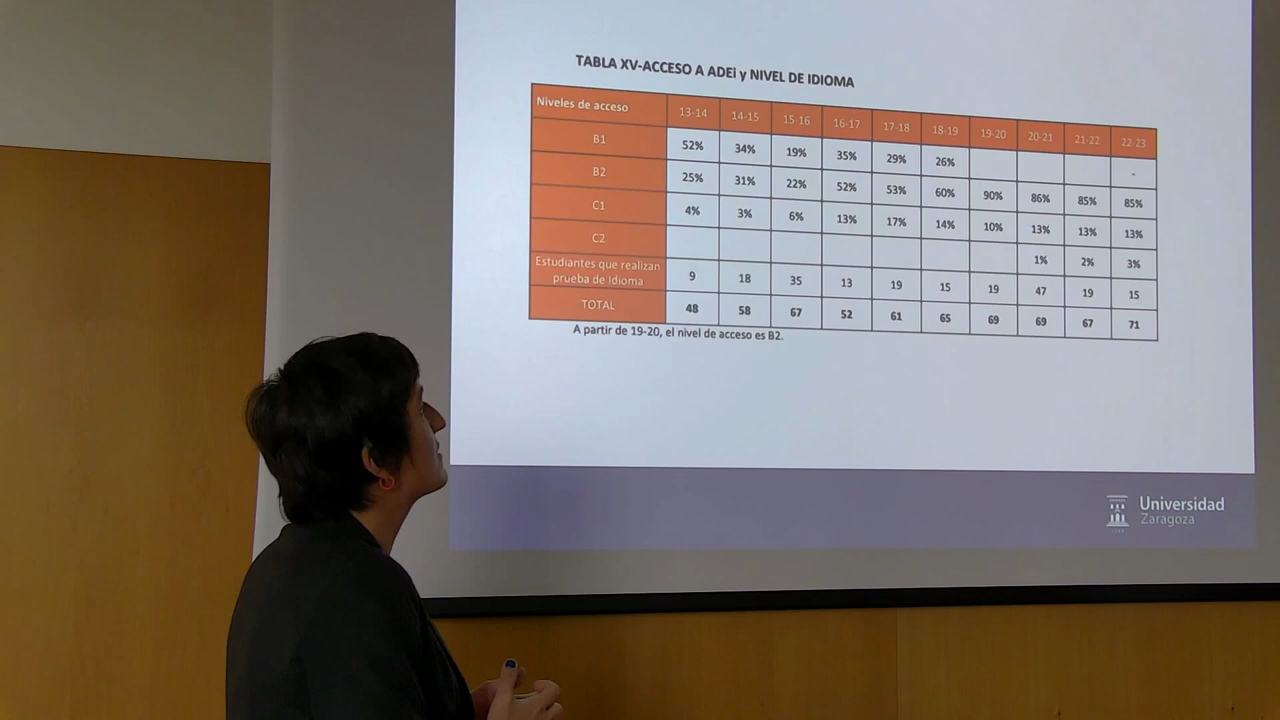 TABLA XV-ACCESO A ADEi y NIVEL DE IDIOMA
Niveles de acceso 13-14 14-15 15-16 16-17 17-18 18-19 19-20 20-21 21-22 22-23
B1 52% 34% 19% 35% 29% 26% -
B2 25% 31% 22% 52% 53% 60% 90% 86% 85% 85%
C1 4% 3% 6% 13% 17% 14% 10% 13% 13% 13%
C2 1% 2% 3%
Estudiantes que realizan
prueba de Idioma 9 18 35 13 19 15 19 47 19 15
TOTAL 48 58 67 52 61 65 69 69 67 71
A partir de 19-20, el nivel de acceso es B2.
Universidad
Zaragoza